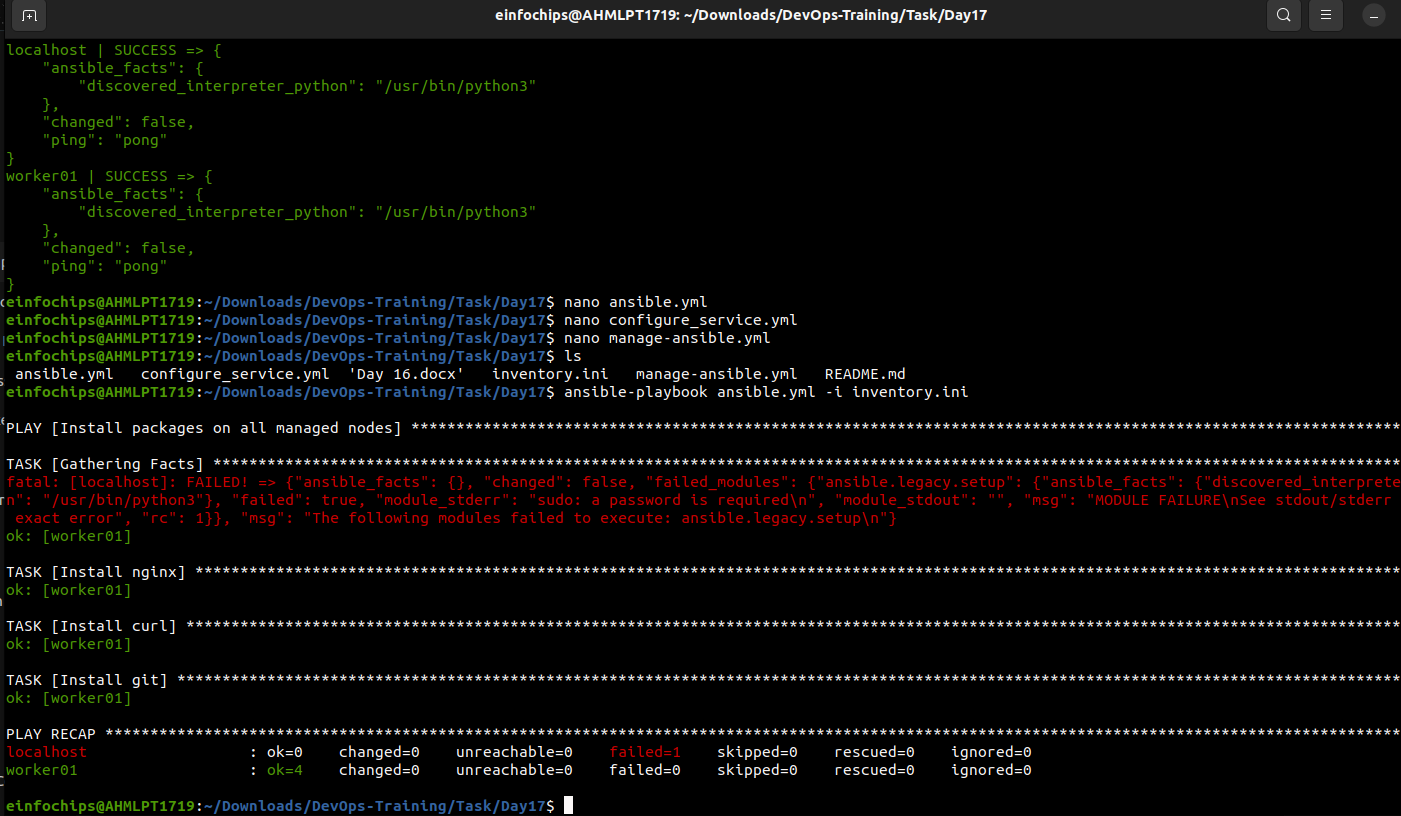 einfochips@AHMLPT1719: ~/Downloads/DevOps-Training/Task/Day17
localhost | SUCCESS => {
    "ansible_facts": {
        "discovered_interpreter_python": "/usr/bin/python3"
    },
    "changed": false,
    "ping": "pong"
}
worker01 | SUCCESS => {
    "ansible_facts": {
        "discovered_interpreter_python": "/usr/bin/python3"
    },
    "changed": false,
    "ping": "pong"
}
einfochips@AHMLPT1719:~/Downloads/DevOps-Training/Task/Day17$ nano ansible.yml
einfochips@AHMLPT1719:~/Downloads/DevOps-Training/Task/Day17$ nano configure_service.yml
einfochips@AHMLPT1719:~/Downloads/DevOps-Training/Task/Day17$ nano manage-ansible.yml
einfochips@AHMLPT1719:~/Downloads/DevOps-Training/Task/Day17$ ls
 ansible.yml   configure_service.yml  'Day 16.docx'   inventory.ini   manage-ansible.yml   README.md
einfochips@AHMLPT1719:~/Downloads/DevOps-Training/Task/Day17$ ansible-playbook ansible.yml -i inventory.ini
PLAY [Install packages on all managed nodes] **************************************************************************************************************
TASK [Gathering Facts] *************************************************************************************************************************************
fatal: [localhost]: FAILED! => {"ansible_facts": {}, "changed": false, "failed_modules": {"ansible.legacy.setup": {"ansible_facts": {"discovered_interprete
n": "/usr/bin/python3"}, "failed": true, "module_stderr": "sudo: a password is required\n", "module_stdout": "", "msg": "MODULE FAILURE\nSee stdout/stderr
 exact error", "rc": 1}}, "msg": "The following modules failed to execute: ansible.legacy.setup\n"}
ok: [worker01]
TASK [Install nginx] ***************************************************************************************************************************************
ok: [worker01]
TASK [Install curl] ****************************************************************************************************************************************
ok: [worker01]
TASK [Install git] *****************************************************************************************************************************************
ok: [worker01]
PLAY RECAP *************************************************************************************************************************************************
localhost                  : ok=0    changed=0    unreachable=0    failed=1    skipped=0    rescued=0    ignored=0
worker01                   : ok=4    changed=0    unreachable=0    failed=0    skipped=0    rescued=0    ignored=0
einfochips@AHMLPT1719:~/Downloads/DevOps-Training/Task/Day17$